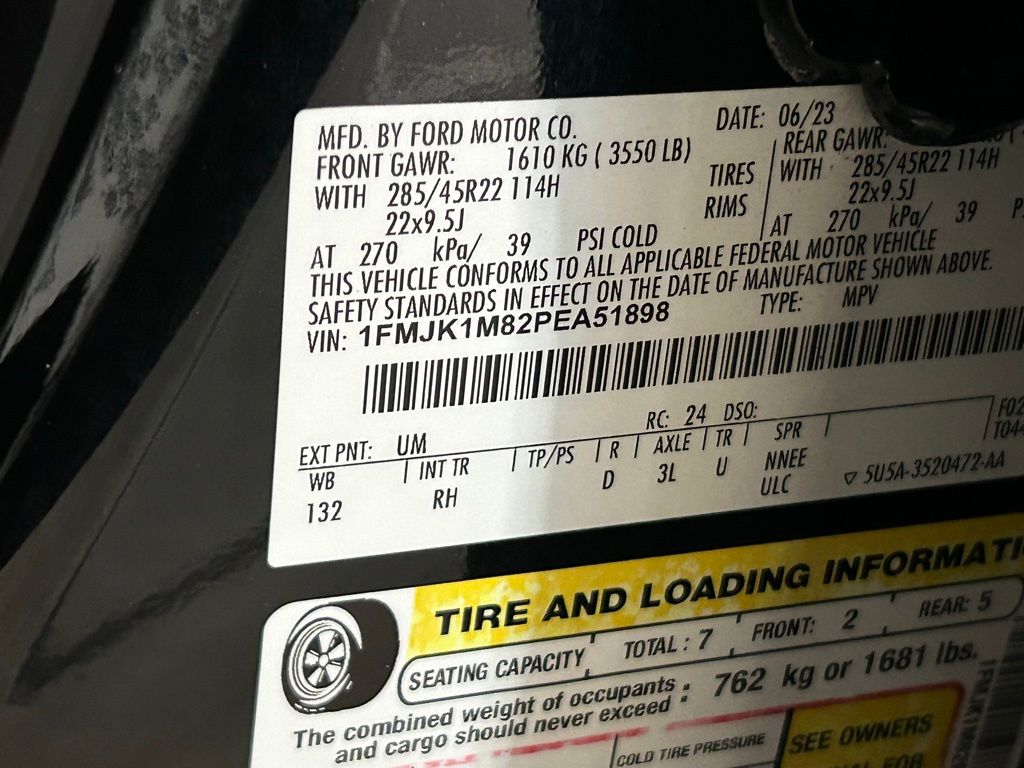 MFD. BY FORD MOTOR CO. DATE: 06/23
FRONT GAWR: 1610 KG ( 3550 LB) REAR GAWR:
WITH 285/45R22 114H TIRES WITH 285/45R22 114H
22x9.5J RIMS 22x9.5J
AT 270 kPa/ 39 PSI COLD AT 270 kPa/ 39
THIS VEHICLE CONFORMS TO ALL APPLICABLE FEDERAL MOTOR VEHICLE
SAFETY STANDARDS IN EFFECT ON THE DATE OF MANUFACTURE SHOWN ABOVE.
VIN: 1FMJK1M82PEA51898 TYPE: MPV
EXT PNT: UM RC: 24 DSO:
WB INT TR TP/PS R AXLE TR SPR
132 RH D 3L U NNEE
ULC 5U5A-3520472-AA
TIRE AND LOADING
SEATING CAPACITY TOTAL : 7 FRONT: 2 REAR: 5
The combined weight of occupants : 762 kg or 1681 lbs.
and cargo should never exceed :
COLD TIRE PRESSURE SEE OWNERS
FOR